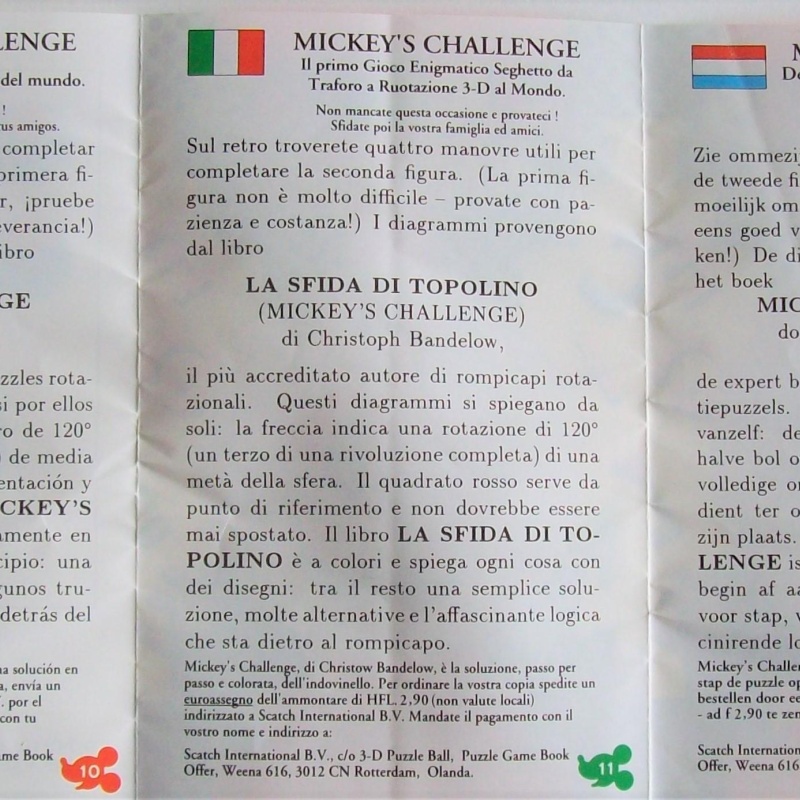 LENGE
del mundo.
!
us amigos.
completar
primera fi-
r, ¡pruebe
verancia!)
ibro
GE
zzles rota-
si por ellos
o de 120°
) de media
entación y
CKEY'S
amente en
cipio: una
gunos tru-
detrás del
a solución en
a, envía un
. por el
con tu
me Book
10
MICKEY'S CHALLENGE
Il primo Gioco Enigmatico Seghetto da
Traforo a Ruotazione 3-D al Mondo.
Non mancate questa occasione e provateci !
Sfidate poi la vostra famiglia ed amici.
Sul retro troverete quattro manovre utili per
completare la seconda figura. (La prima fi-
gura non è molto difficile – provate con pa-
zienza e costanza!) I diagrammi provengono
dal libro
LA SFIDA DI TOPOLINO
(MICKEY'S CHALLENGE)
di Christoph Bandelow,
il più accreditato autore di rompicapi rota-
zionali. Questi diagrammi si spiegano da
soli: la freccia indica una rotazione di 120°
(un terzo di una rivoluzione completa) di una
metà della sfera. Il quadrato rosso serve da
punto di riferimento e non dovrebbe essere
mai spostato. Il libro LA SFIDA DI TO-
POLINO è a colori e spiega ogni cosa con
dei disegni: tra il resto una semplice solu-
zione, molte alternative e l'affascinante logica
che sta dietro al rompicapo.
Mickey's Challenge, di Christow Bandelow, è la soluzione, passo per
passo e colorata, dell'indovinello. Per ordinare la vostra copia spedite un
euroassegno dell'ammontare di HFL. 2,90 (non valute locali)
indirizzato a Scatch International B.V. Mandate il pagamento con il
vostro nome e indirizzo a:
Scatch International B.V., c/o 3-D Puzzle Ball, Puzzle Game Book
Offer, Weena 616, 3012 CN Rotterdam, Olanda.
11
M
De
Zie ommezij
de tweede fi
moeilijk om
eens goed v
ken!) De di
het boek
MIC
do
de expert b
tiepuzzels.
vanzelf: de
halve bol o
volledige on
dient ter o
zijn plaats.
LENGE is
begin af aa
voor stap, v
cinirende lo
Mickey's Challe
stap de puzzle op
bestellen door ee
- ad f 2,90 te zen
Scatch Internation
Offer, Weena 616